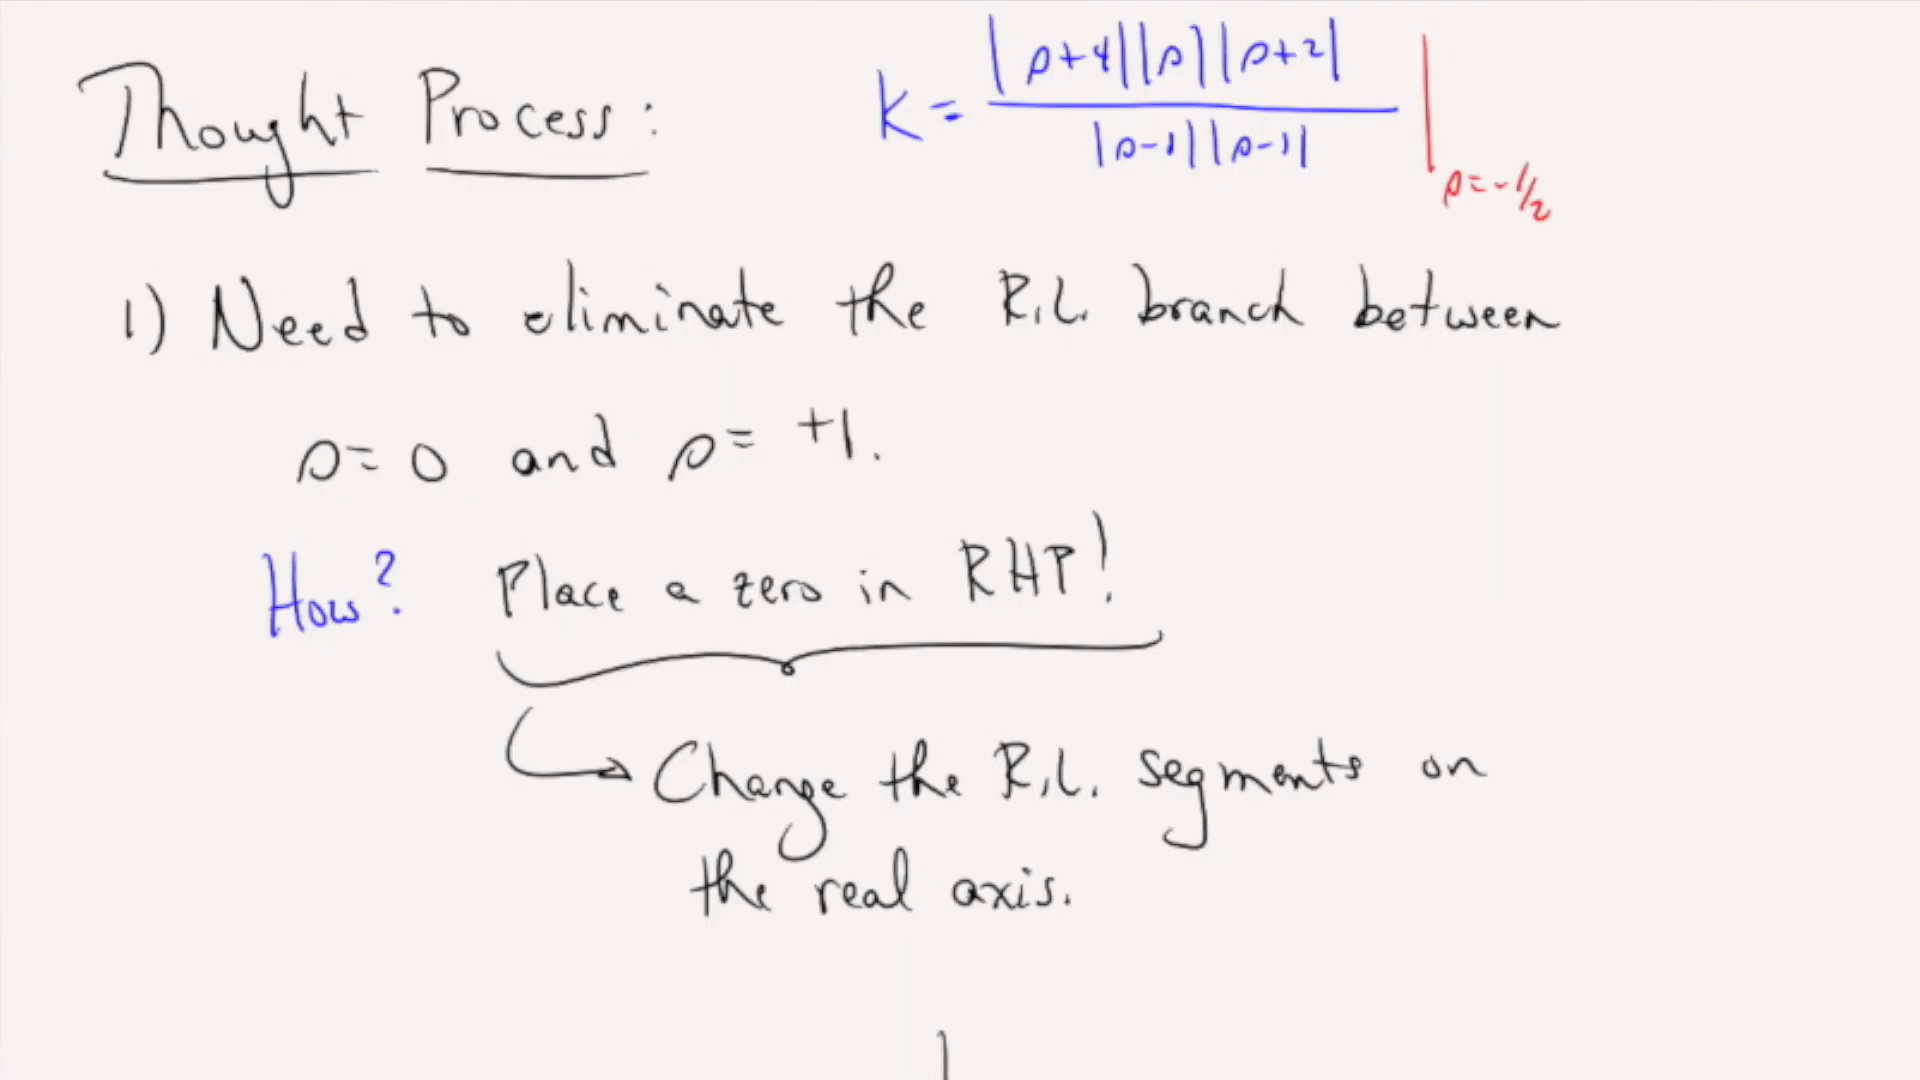 Thought Process:
K = |s+4||s||s+2| / |s-1||s-1| | s=-1/2
1) Need to eliminate the R.L. branch between
s=0 and s= +1.
How? Place a zero in RHP!
Change the R.L. segments on
the real axis.